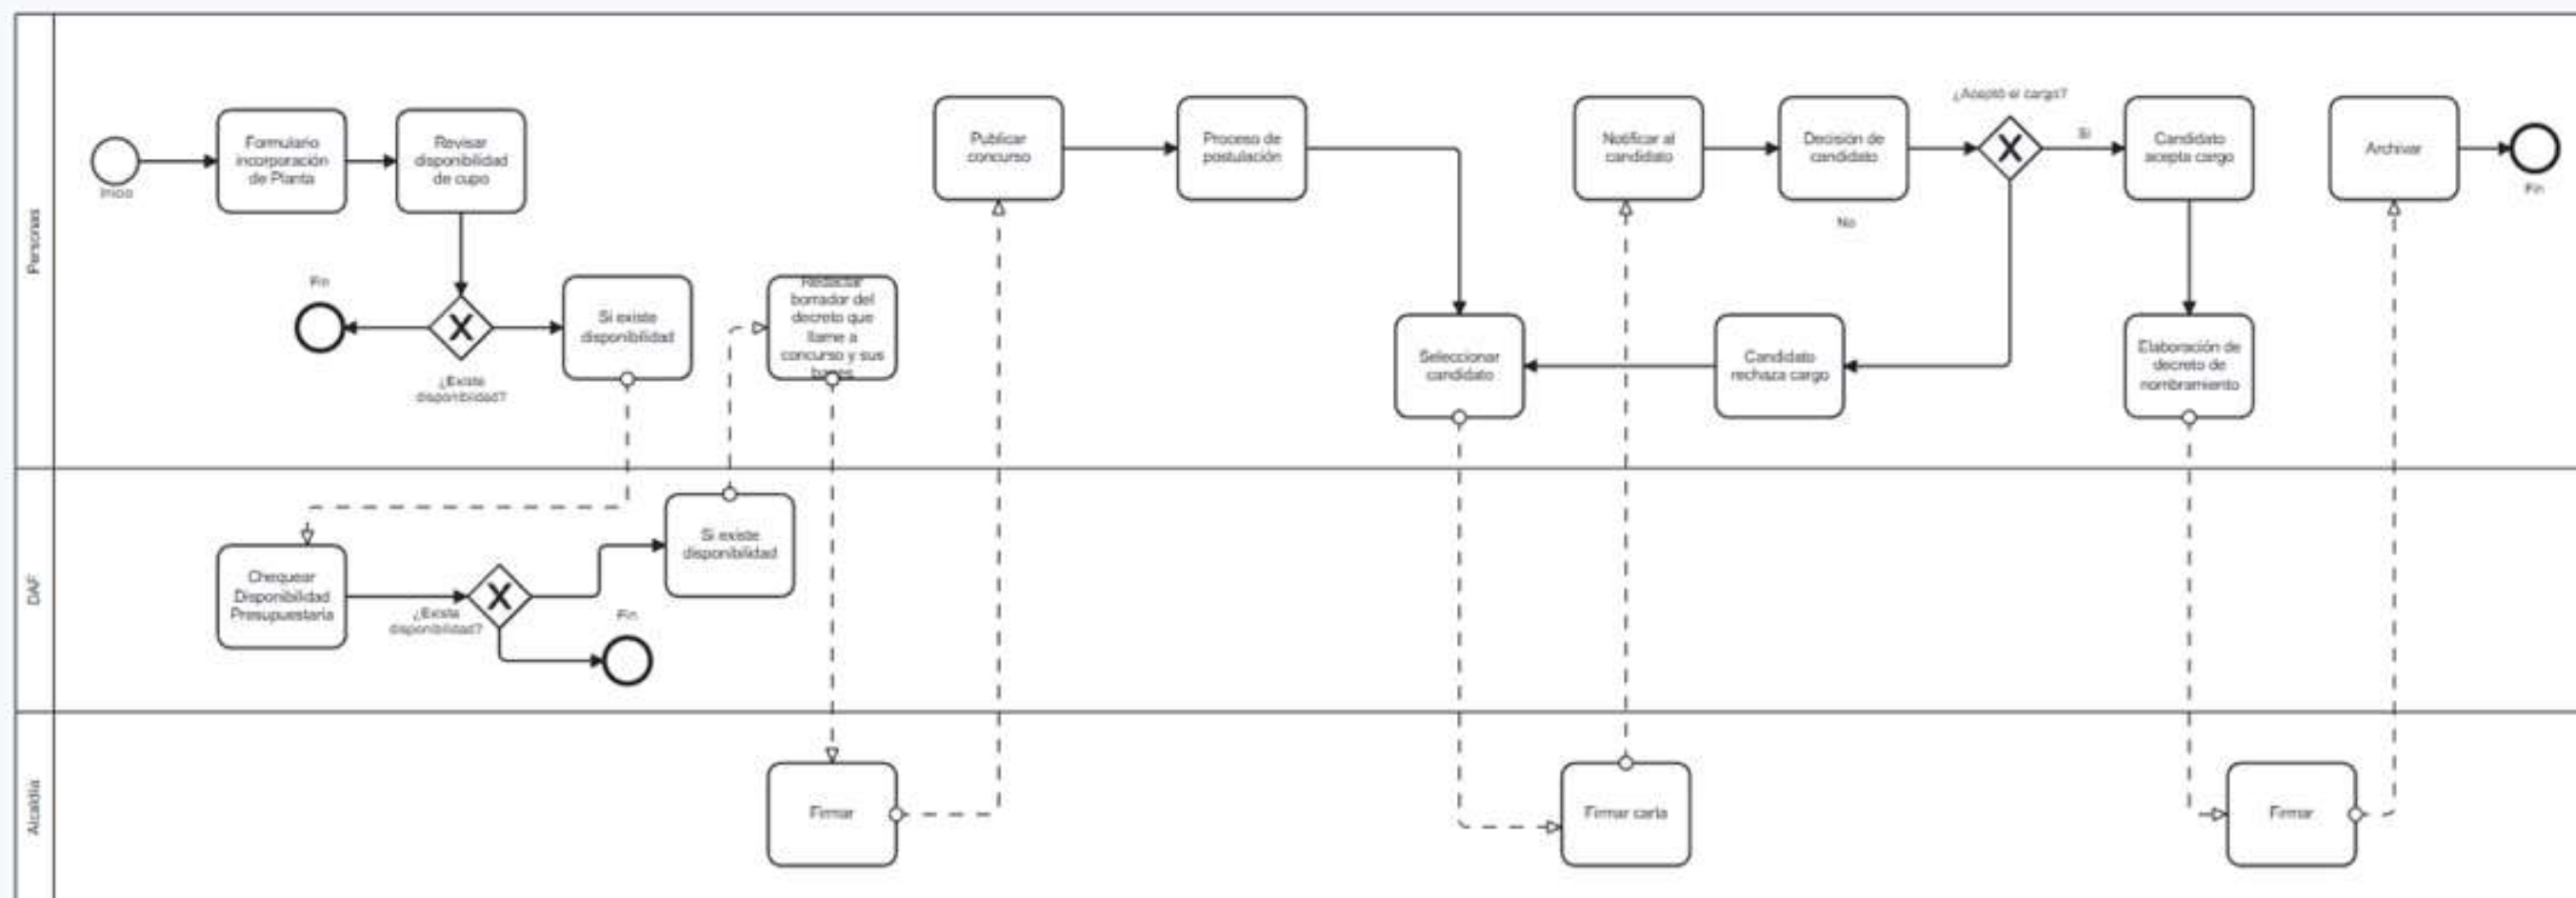 Personas
Inicio
Formulario
incorporación
de Planta
Revisar
disponibilidad
de cupo
Fin
¿Existe
disponibilidad?
Si existe
disponibilidad
Redactar
borrador del
decreto que
llame a
concurso y sus
bases
Publicar
concurso
Proceso de
postulación
Seleccionar
candidato
Notificar al
candidato
Decisión de
candidato
No
¿Aceptó el cargo?
Si
Candidato
rechaza cargo
Candidato
acepta cargo
Elaboración de
decreto de
nombramiento
Archivar
Fin
DAF
Chequear
Disponibilidad
Presupuestaria
¿Existe
disponibilidad?
Si existe
disponibilidad
Fin
Alcaldía
Firmar
Firmar carta
Firmar